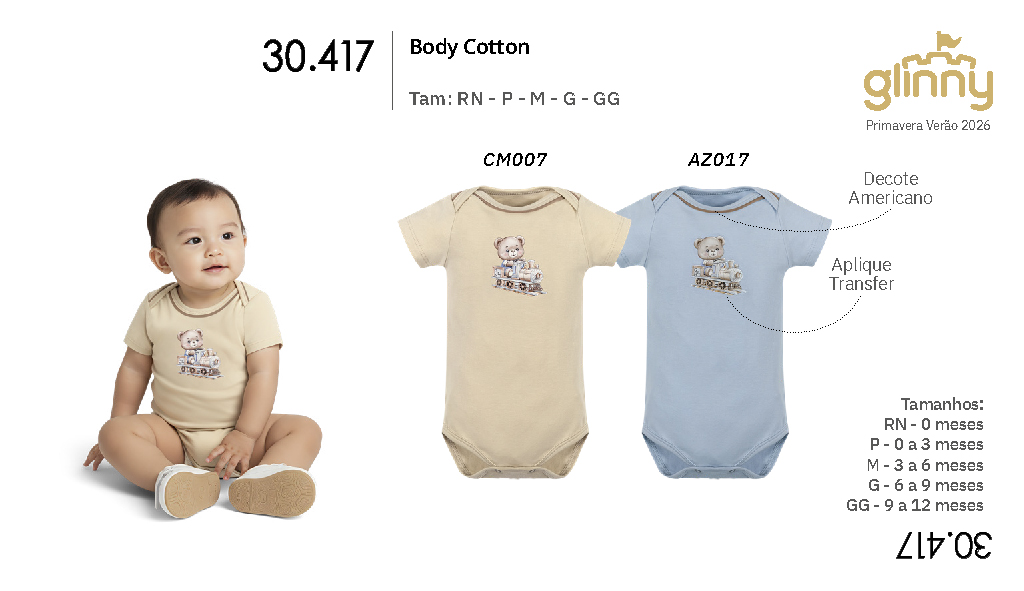 30.417
Body Cotton
Tam: RN - P - M - G - GG
glinny
Primavera Verão 2026
CM007
AZ017
Decote
Americano
Aplique
Transfer
Tamanhos:
RN - 0 meses
P - 0 a 3 meses
M - 3 a 6 meses
G - 6 a 9 meses
GG - 9 a 12 meses
30.417